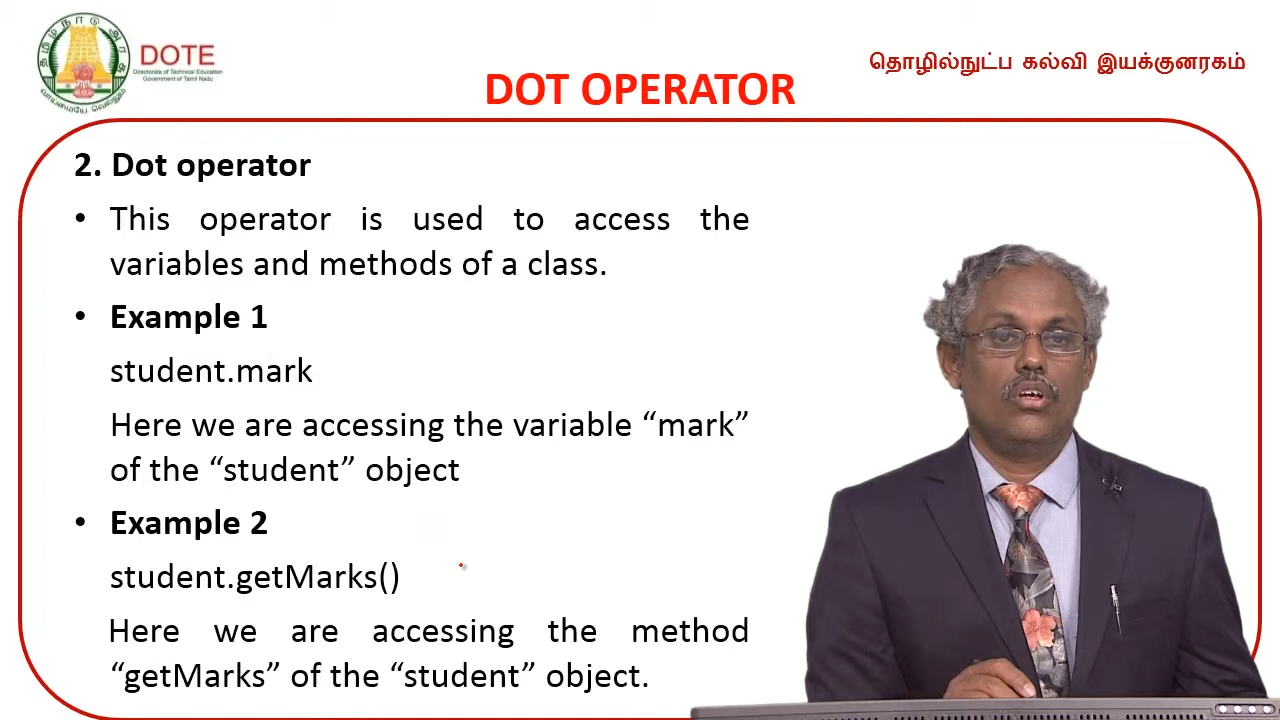 தமிழ் நாடு அரசு
வாய்மையே வெல்லும்
DOTE
Directorate of Technical Education
Government of Tamil Nadu
தொழில்நுட்ப கல்வி இயக்குனரகம்
DOT OPERATOR
2. Dot operator
• This operator is used to access the
variables and methods of a class.
• Example 1
student.mark
Here we are accessing the variable “mark”
of the “student” object
• Example 2
student.getMarks()
Here we are accessing the method
“getMarks” of the “student” object.